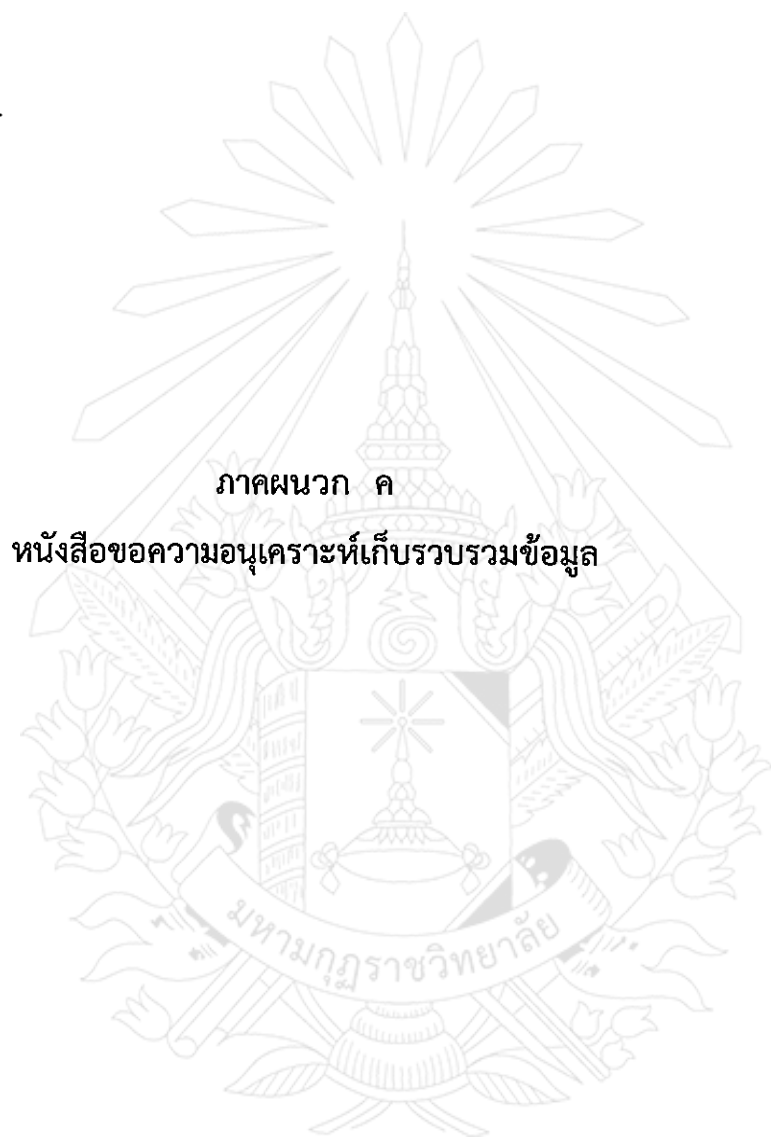 ภาคผนวก ค
หนังสือขอความอนุเคราะห์เก็บรวบรวมข้อมูล
มหามกุฏราชวิทยาลัย